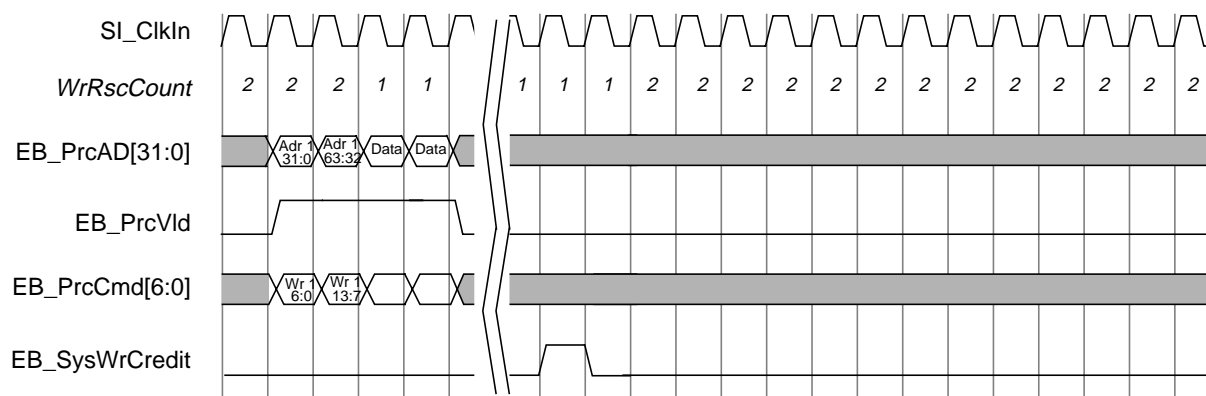 SI_ClkIn
WrRscCount 2 2 2 1 1 1 1 1 2 2 2 2 2 2 2 2 2 2 2 2 2
EB_PrcAD[31:0] Adr 1 31:0 Adr 1 63:32 Data Data
EB_PrcVld
EB_PrcCmd[6:0] Wr 1 6:0 Wr 1 13:7
EB_SysWrCredit